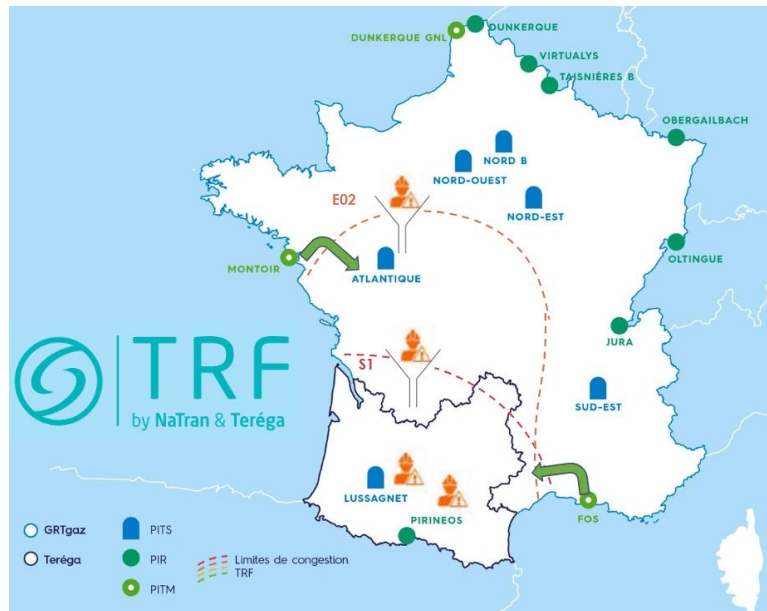 DUNKERQUE
DUNKERQUE GNL
VIRTUALYS
TAISNIÈRES B
OBERGAILBACH
NORD B
NORD-OUEST
NORD-EST
E02
OLTINGUE
MONTOIR
ATLANTIQUE
JURA
S1
TRF
by NaTran & Teréga
SUD-EST
LUSSAGNET
PIRINEOS
FOS
GRTgaz
PITS
Teréga
PIR
Limites de congestion
TRF
PITM